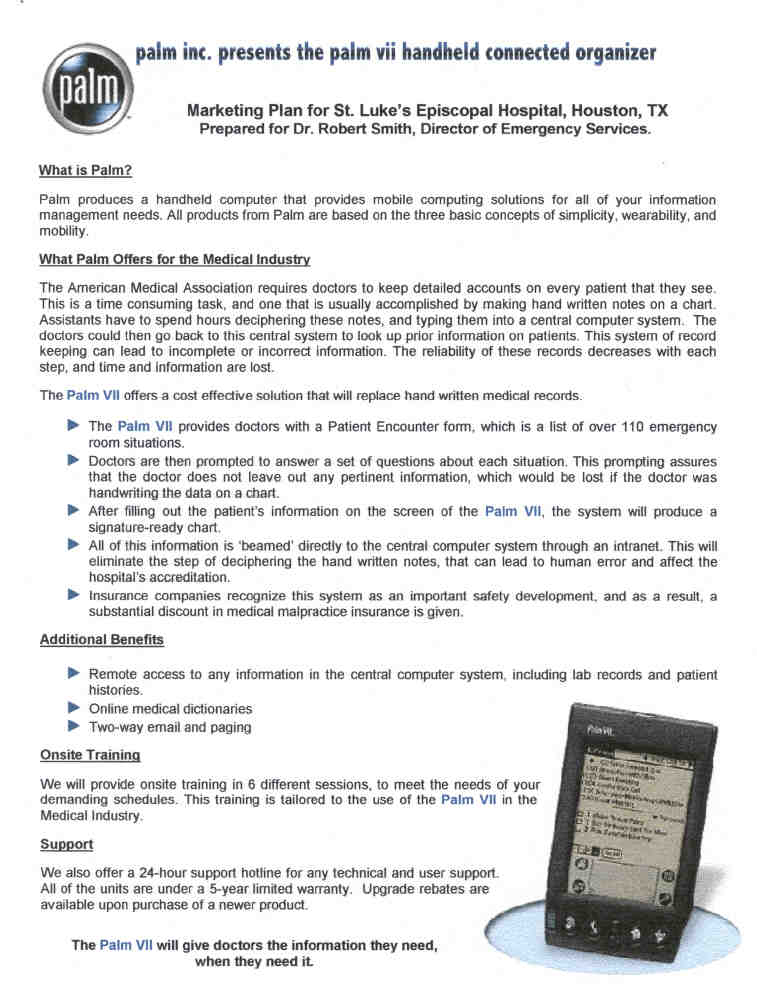 palm inc. presents the palm vii handheld connected organizer
palm
Marketing Plan for St. Luke's Episcopal Hospital, Houston, TX
Prepared for Dr. Robert Smith, Director of Emergency Services.
What is Palm?
Palm produces a handheld computer that provides mobile computing solutions for all of your information
management needs. All products from Palm are based on the three basic concepts of simplicity, wearability, and
mobility.
What Palm Offers for the Medical Industry
The American Medical Association requires doctors to keep detailed accounts on every patient that they see.
This is a time consuming task, and one that is usually accomplished by making hand written notes on a chart.
Assistants have to spend hours deciphering these notes, and typing them into a central computer system. The
doctors could then go back to this central system to look up prior information on patients. This system of record
keeping can lead to incomplete or incorrect information. The reliability of these records decreases with each
step, and time and information are lost.
The Palm VII offers a cost effective solution that will replace hand written medical records.
The Palm VII provides doctors with a Patient Encounter form, which is a list of over 110 emergency
room situations.
Doctors are then prompted to answer a set of questions about each situation. This prompting assures
that the doctor does not leave out any pertinent information, which would be lost if the doctor was
handwriting the data on a chart.
After filling out the patient's information on the screen of the Palm VII, the system will produce a
signature-ready chart.
All of this information is 'beamed' directly to the central computer system through an intranet. This will
eliminate the step of deciphering the hand written notes, that can lead to human error and affect the
hospital's accreditation.
Insurance companies recognize this system as an important safety development, and as a result, a
substantial discount in medical malpractice insurance is given.
Additional Benefits
Remote access to any information in the central computer system, including lab records and patient
histories.
Online medical dictionaries
Two-way email and paging
Onsite Training
We will provide onsite training in 6 different sessions, to meet the needs of your
demanding schedules. This training is tailored to the use of the Palm VII in the
Medical Industry.
Support
We also offer a 24-hour support hotline for any technical and user support.
All of the units are under a 5-year limited warranty. Upgrade rebates are
available upon purchase of a newer product.
The Palm VII will give doctors the information they need,
when they need it.
Palm VII